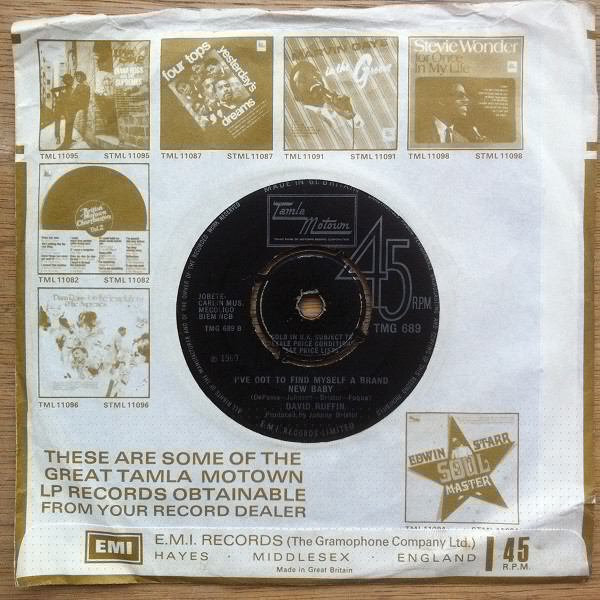 DIANA ROSS
SUPREMES
four tops
yesterday's
dreams
MARVIN GAYE
in the Groove
Stevie Wonder
For Once
In My Life
TML 11095 STML 11095
TML 11087 STML 11087
TML 11091 STML 11091
TML 11098 STML 11098
British
Motown
Chartbusters
Vol.2
TML 11082 STML 11082
Diana Ross
TML 11096 STML 11096
MADE IN GT. BRITAIN
Tamla
Motown
45
R.P.M.
TMG 689
JOBETE-
CARLIN MUS.
MECOLICO
BIEM NCB
TMG 689 B
SOLD IN U.K. SUBJECT TO
PRICE CONDITIONS
PRICE LISTS
℗ 1969
I'VE GOT TO FIND MYSELF A BRAND
NEW BABY
(DePasse - Johnson - Bristol - Fuqua)
DAVID RUFFIN
Produced by Johnny Bristol
E.M.I. RECORDS LIMITED
EDWIN STARR
SOUL
MASTER
THESE ARE SOME OF THE
GREAT TAMLA MOTOWN
LP RECORDS OBTAINABLE
FROM YOUR RECORD DEALER
EMI
E.M.I. RECORDS (The Gramophone Company Ltd.)
HAYES · MIDDLESEX · ENGLAND
Made in Great Britain
45
R.P.M.